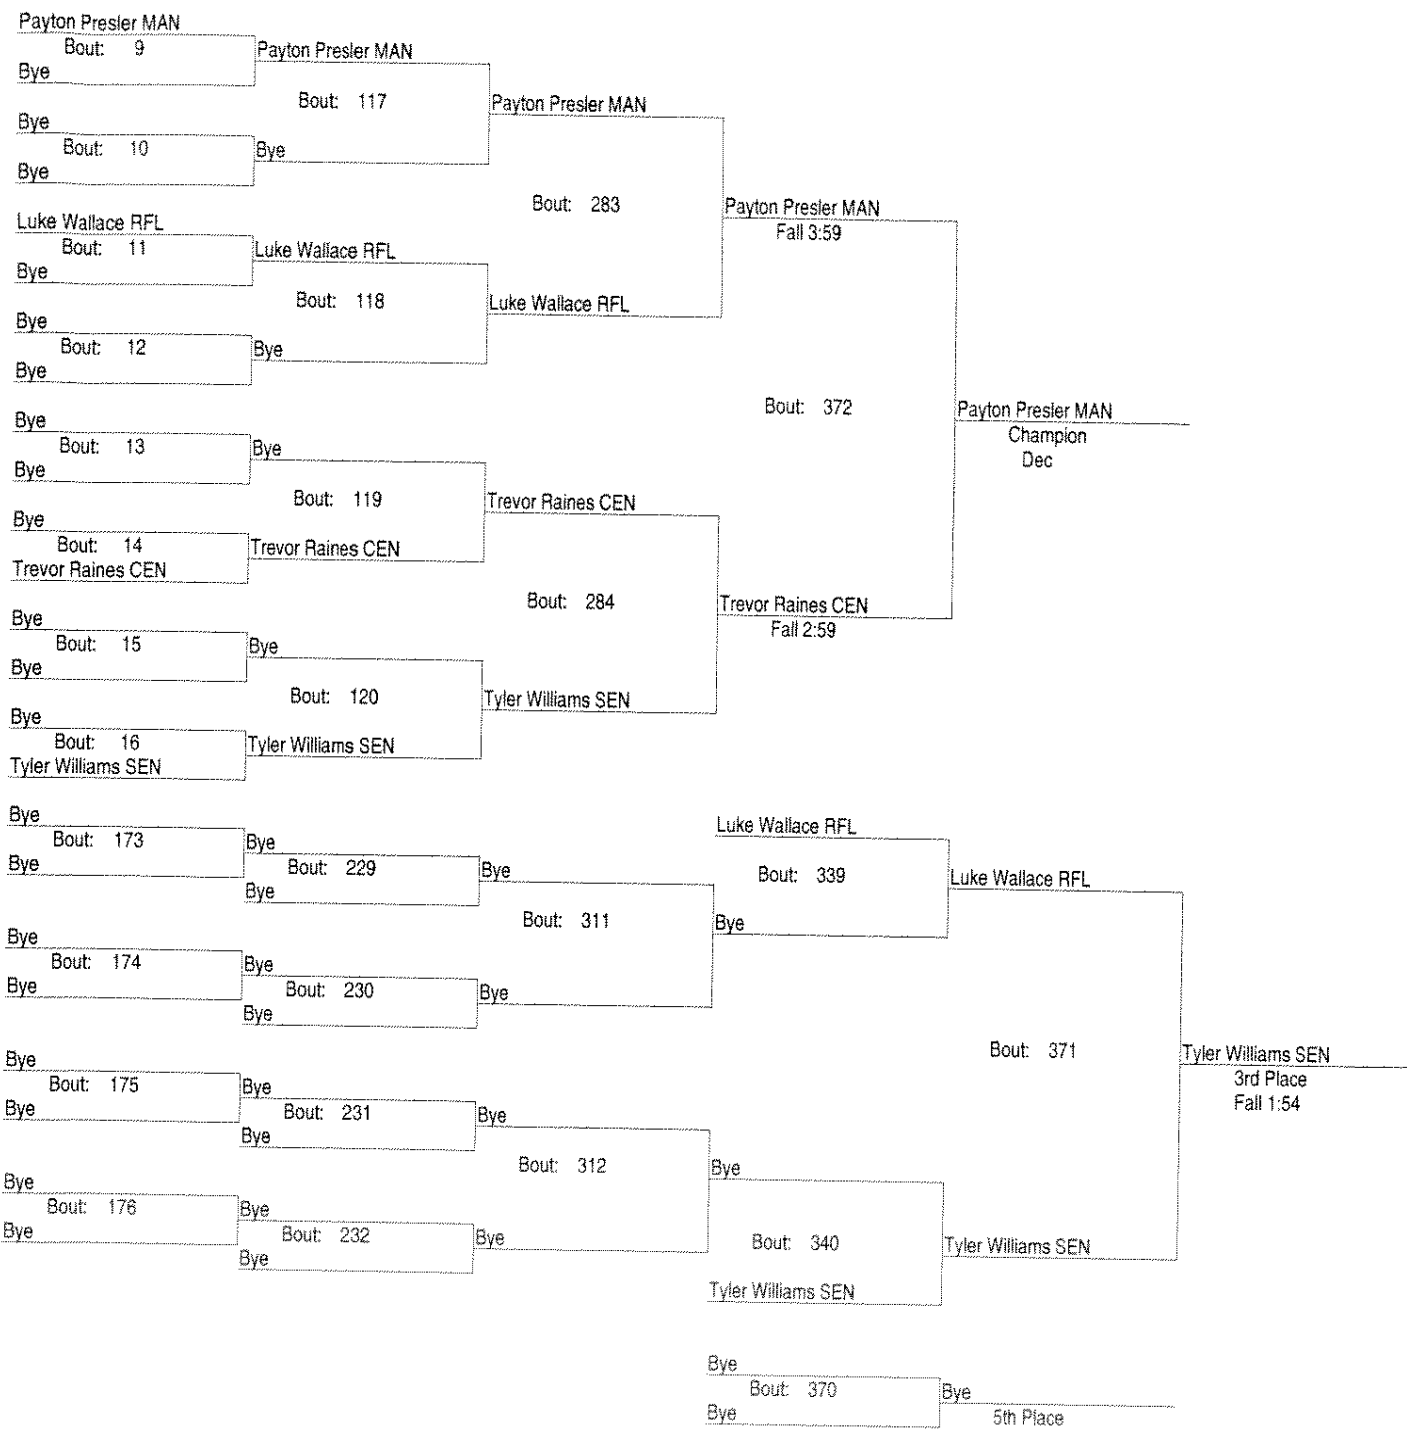 Payton Presler MAN
Bout: 9
Payton Presler MAN
Bye
Bout: 117
Payton Presler MAN
Bye
Bout: 10
Bye
Bye
Bout: 283
Payton Presler MAN
Fall 3:59
Luke Wallace RFL
Bout: 11
Luke Wallace RFL
Bye
Bout: 118
Luke Wallace RFL
Bye
Bout: 12
Bye
Bye
Bout: 372
Payton Presler MAN
Champion
Dec
Bye
Bout: 13
Bye
Bye
Bout: 119
Trevor Raines CEN
Bye
Bout: 14
Trevor Raines CEN
Trevor Raines CEN
Bout: 284
Trevor Raines CEN
Fall 2:59
Bye
Bout: 15
Bye
Bye
Bout: 120
Tyler Williams SEN
Bye
Bout: 16
Tyler Williams SEN
Tyler Williams SEN
Bye
Bout: 173
Bye
Bye
Bout: 229
Bye
Bye
Bout: 311
Luke Wallace RFL
Bout: 339
Luke Wallace RFL
Bye
Bye
Bout: 174
Bye
Bye
Bout: 230
Bye
Bye
Bout: 371
Tyler Williams SEN
3rd Place
Fall 1:54
Bye
Bout: 175
Bye
Bye
Bout: 231
Bye
Bye
Bout: 312
Bye
Bye
Bout: 176
Bye
Bye
Bout: 232
Bye
Bye
Bout: 340
Tyler Williams SEN
Tyler Williams SEN
Bye
Bout: 370
Bye
Bye
5th Place